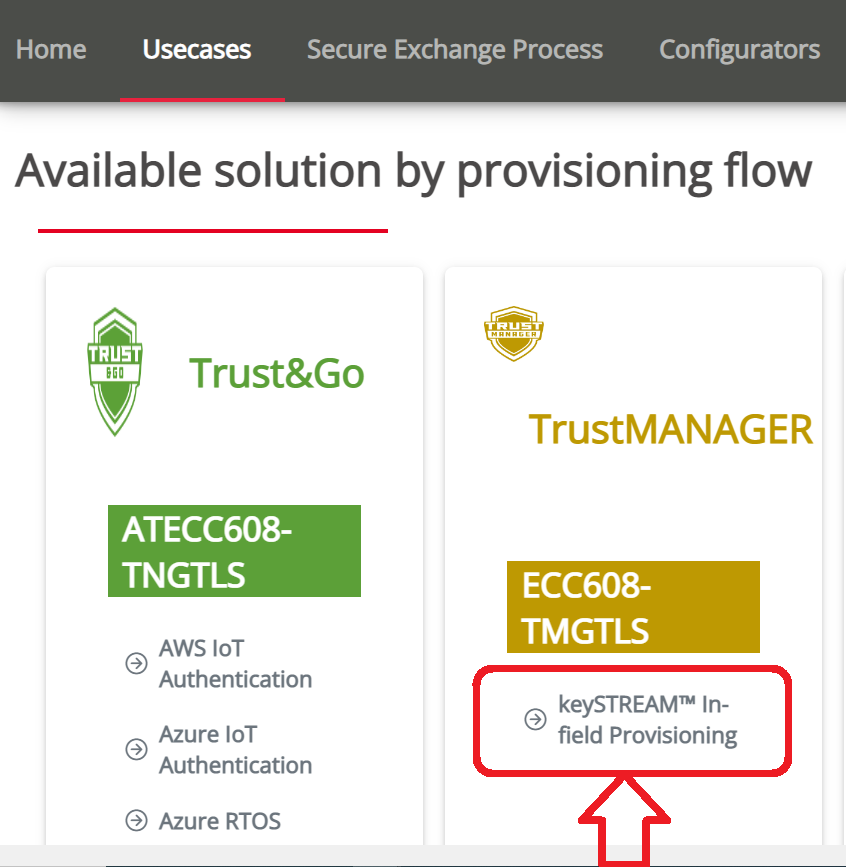 Home Usecases Secure Exchange Process Configurators
Available solution by provisioning flow
TRUST
&GO
Trust&Go
ATECC608-
TNGTLS
AWS IoT
Authentication
Azure IoT
Authentication
Azure RTOS
TRUST
MANAGER
TrustMANAGER
ECC608-
TMGTLS
keySTREAM™ In-
field Provisioning